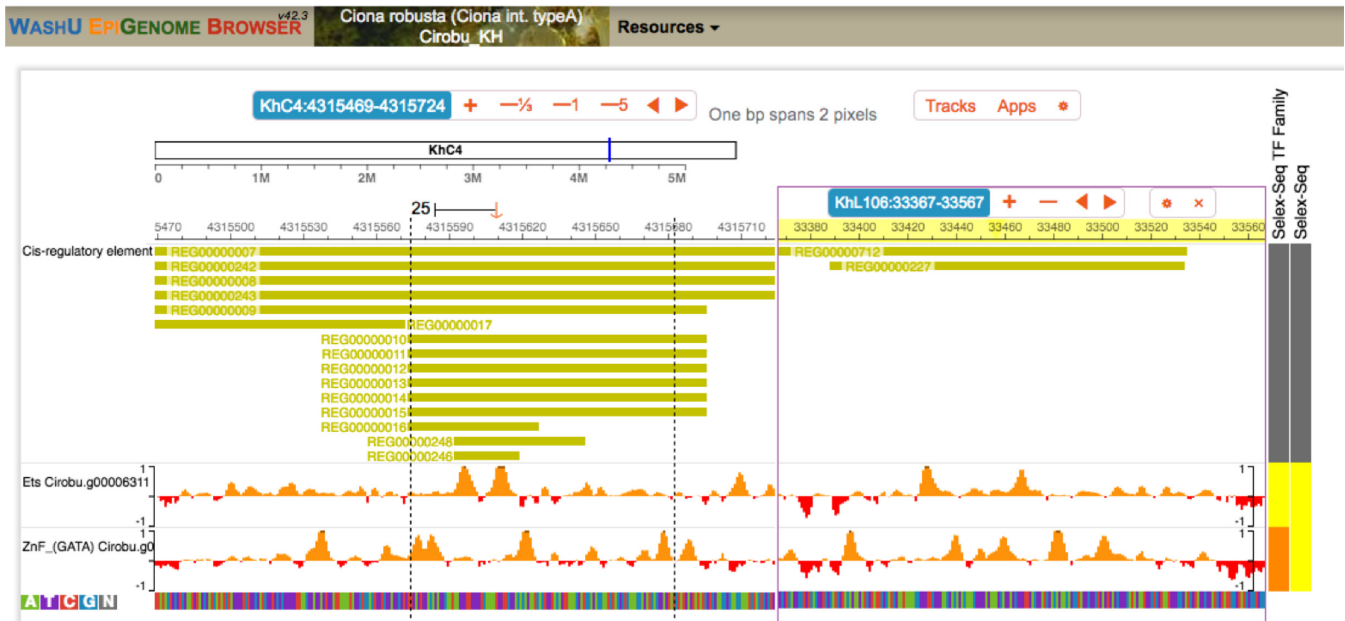 WASHU EPIGENOME BROWSER v42.3
Ciona robusta (Ciona int. typeA)
Cirobu_KH
Resources
KhC4:4315469-4315724 + —⅓ —1 —5
One bp spans 2 pixels
Tracks Apps
KhC4
0 1M 2M 3M 4M 5M
25
KhL106:33367-33567 + —
×
Selex-Seq TF Family
Selex-Seq
5470 4315500 4315530 4315560 4315590 4315620 4315650 4315680 4315710 33380 33400 33420 33440 33460 33480 33500 33520 33540 33560
Cis-regulatory element REG00000007 REG00000712
REG00000242 REG00000227
REG00000008
REG00000243
REG00000009
REG00000017
REG00000010
REG00000011
REG00000012
REG00000013
REG00000014
REG00000015
REG00000016
REG00000248
REG00000246
1 1
Ets Cirobu.g00006311
-1 -1
1 1
ZnF_(GATA) Cirobu.g0
-1 -1
A T C G N